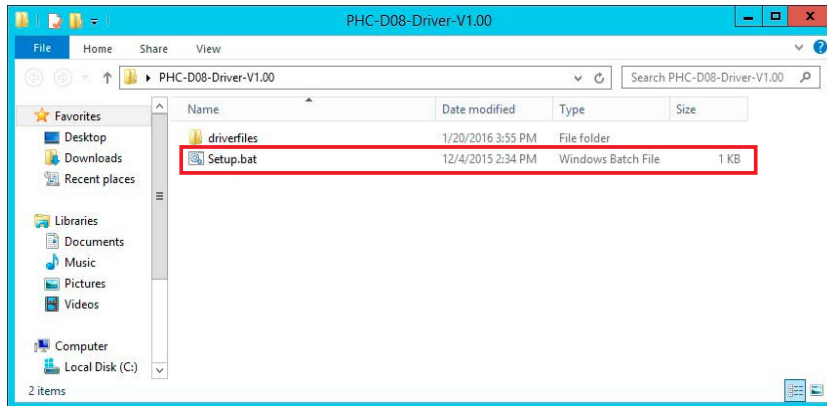 PHC-D08-Driver-V1.00
File Home Share View
PHC-D08-Driver-V1.00 Search PHC-D08-Driver-V1.00
Name Date modified Type Size
Favorites
Desktop
Downloads
Recent places
Libraries
Documents
Music
Pictures
Videos
Computer
Local Disk (C:)
driverfiles 1/20/2016 3:55 PM File folder
Setup.bat 12/4/2015 2:34 PM Windows Batch File 1 KB
2 items